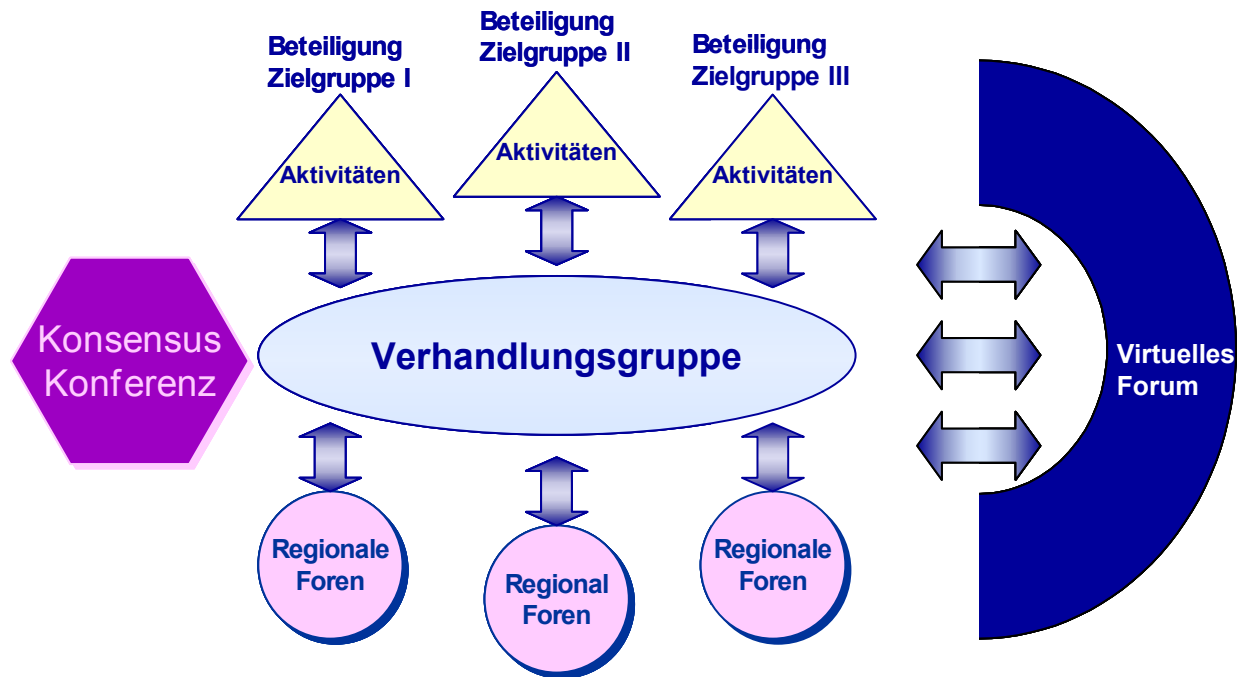 Beteiligung
Zielgruppe I
Beteiligung
Zielgruppe II
Beteiligung
Zielgruppe III
Aktivitäten
Aktivitäten
Aktivitäten
Konsensus
Konferenz
Verhandlungsgruppe
Virtuelles
Forum
Regionale
Foren
Regional
Foren
Regionale
Foren